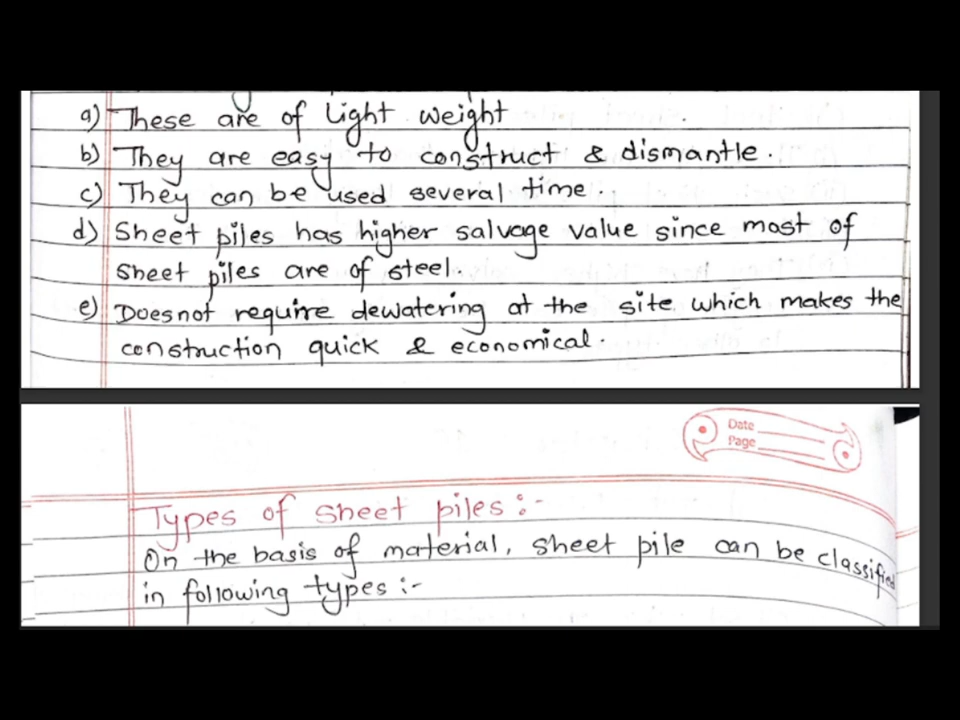 a) These are of light weight
b) They are easy to construct & dismantle.
c) They can be used several time.
d) Sheet piles has higher salvage value since most of
sheet piles are of steel.
e) Doesnot require dewatering at the site which makes the
construction quick & economical.
Date
Page
Types of sheet piles:-
On the basis of material, sheet pile can be classified
in following types:-